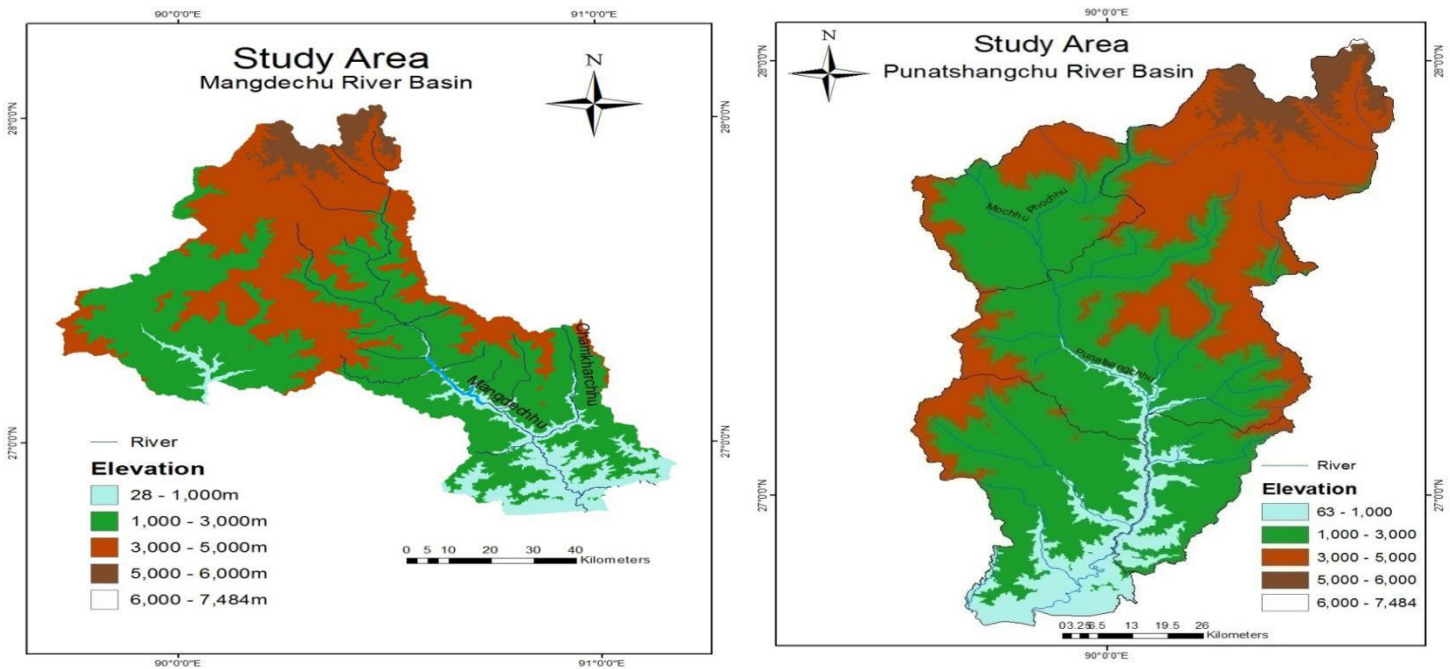 90°0'0"E
91°0'0"E
Study Area
Mangdechu River Basin
N
28°0'0"N
28°0'0"N
Chamkharchhu
Mangdechhu
27°0'0"N
27°0'0"N
River
Elevation
28 - 1,000m
1,000 - 3,000m
3,000 - 5,000m
5,000 - 6,000m
6,000 - 7,484m
0 5 10 20 30 40
Kilometers
90°0'0"E
91°0'0"E
90°0'0"E
Study Area
Punatshangchu River Basin
N
28°0'0"N
28°0'0"N
Mochhu
Phochhu
Punatsangchhu
27°0'0"N
27°0'0"N
River
Elevation
63 - 1,000
1,000 - 3,000
3,000 - 5,000
5,000 - 6,000
6,000 - 7,484
03.256.5 13 19.5 26
Kilometers
90°0'0"E